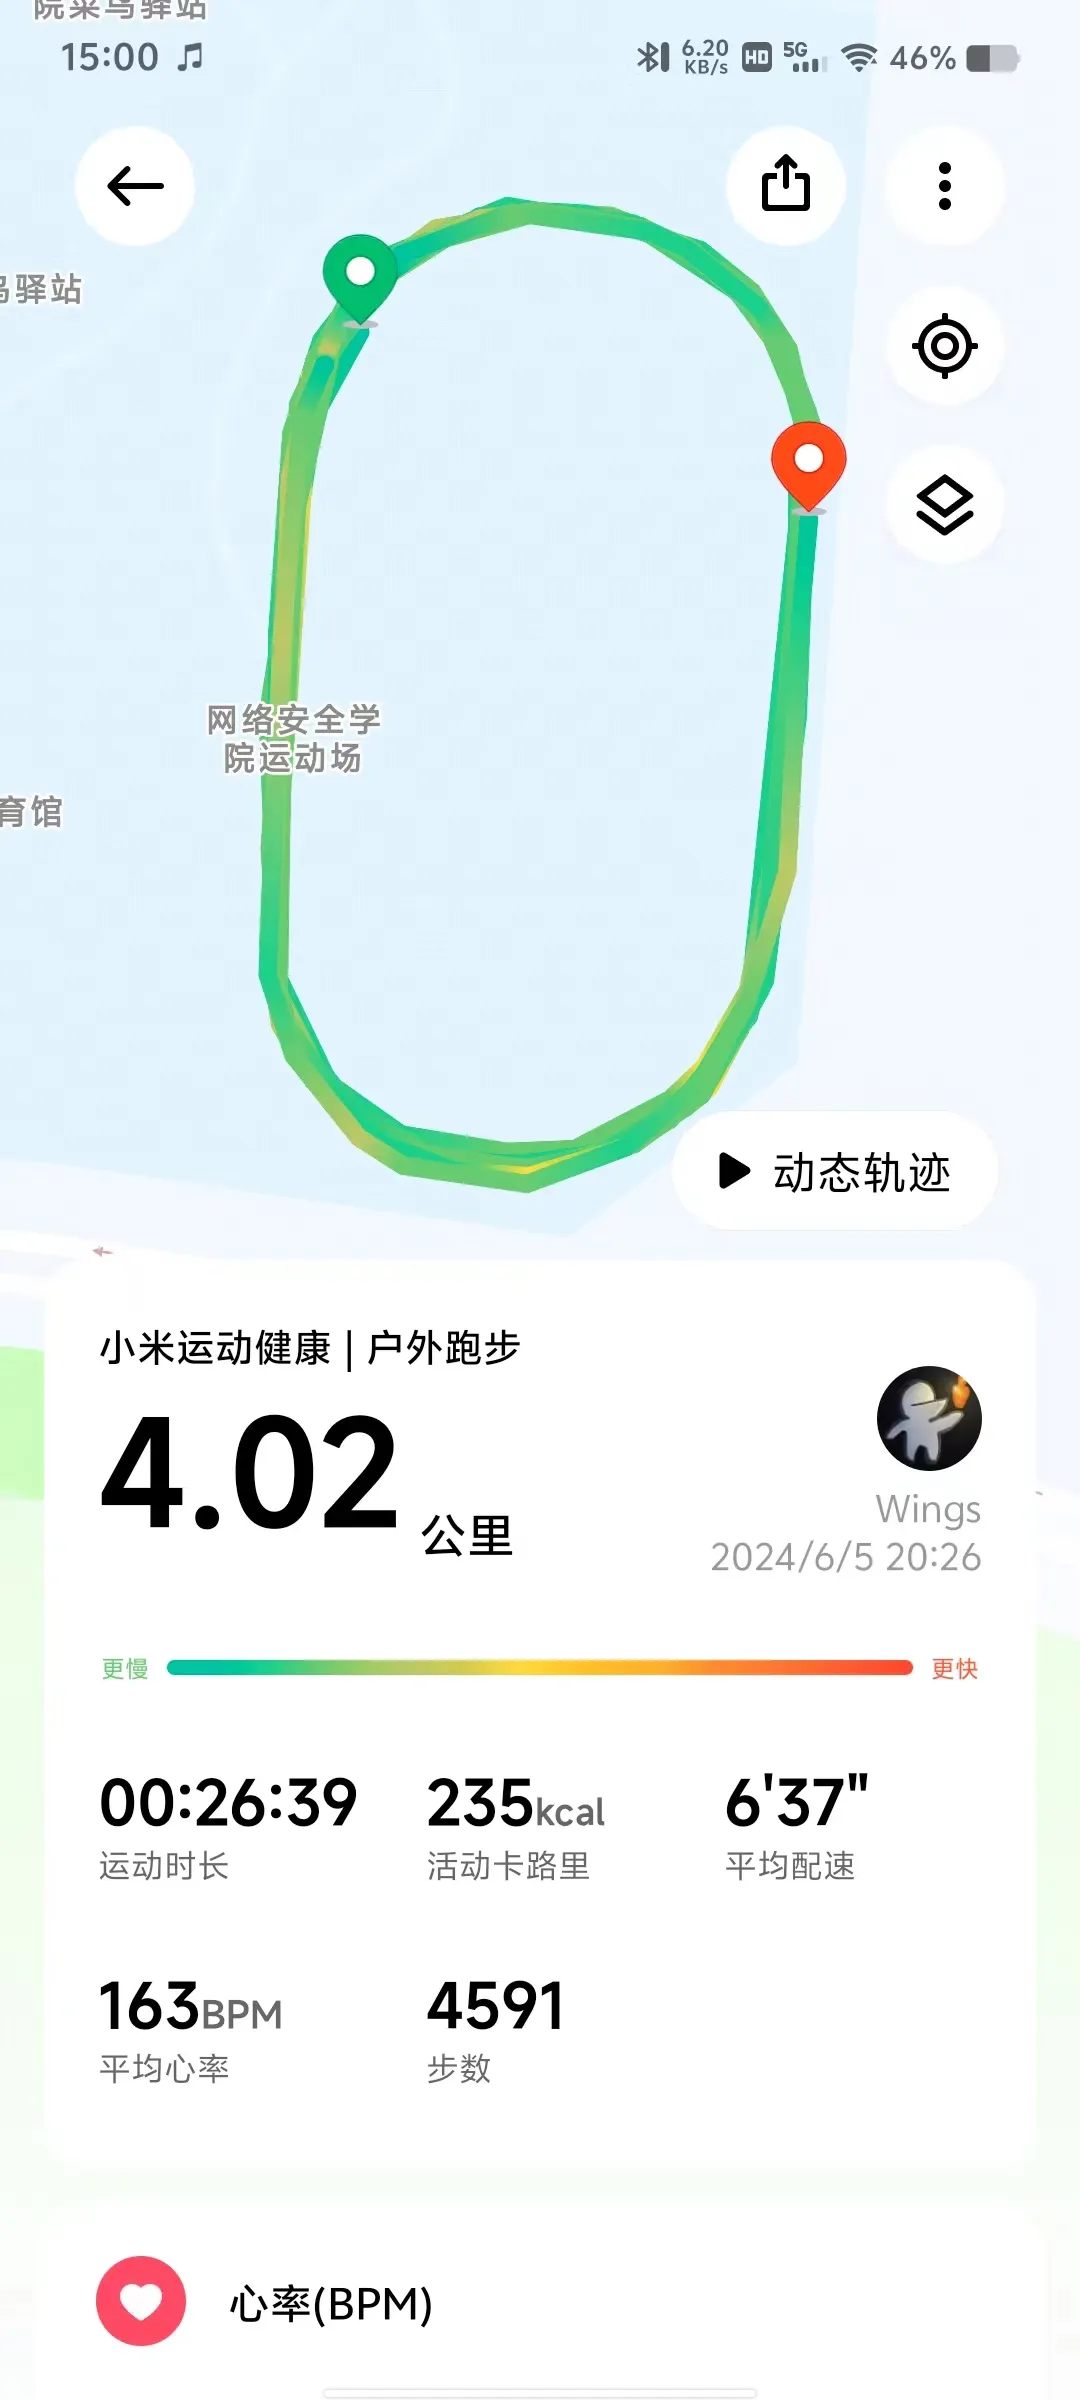 院菜鸟驿站
15:00
6.20
KB/s
HD
5G
46%
鸟驿站
网络安全学
院运动场
育馆
动态轨迹
小米运动健康 | 户外跑步
4.02 公里
Wings
2024/6/5 20:26
更慢
更快
00:26:39 235kcal 6'37"
运动时长 活动卡路里 平均配速
163BPM 4591
平均心率 步数
心率(BPM)